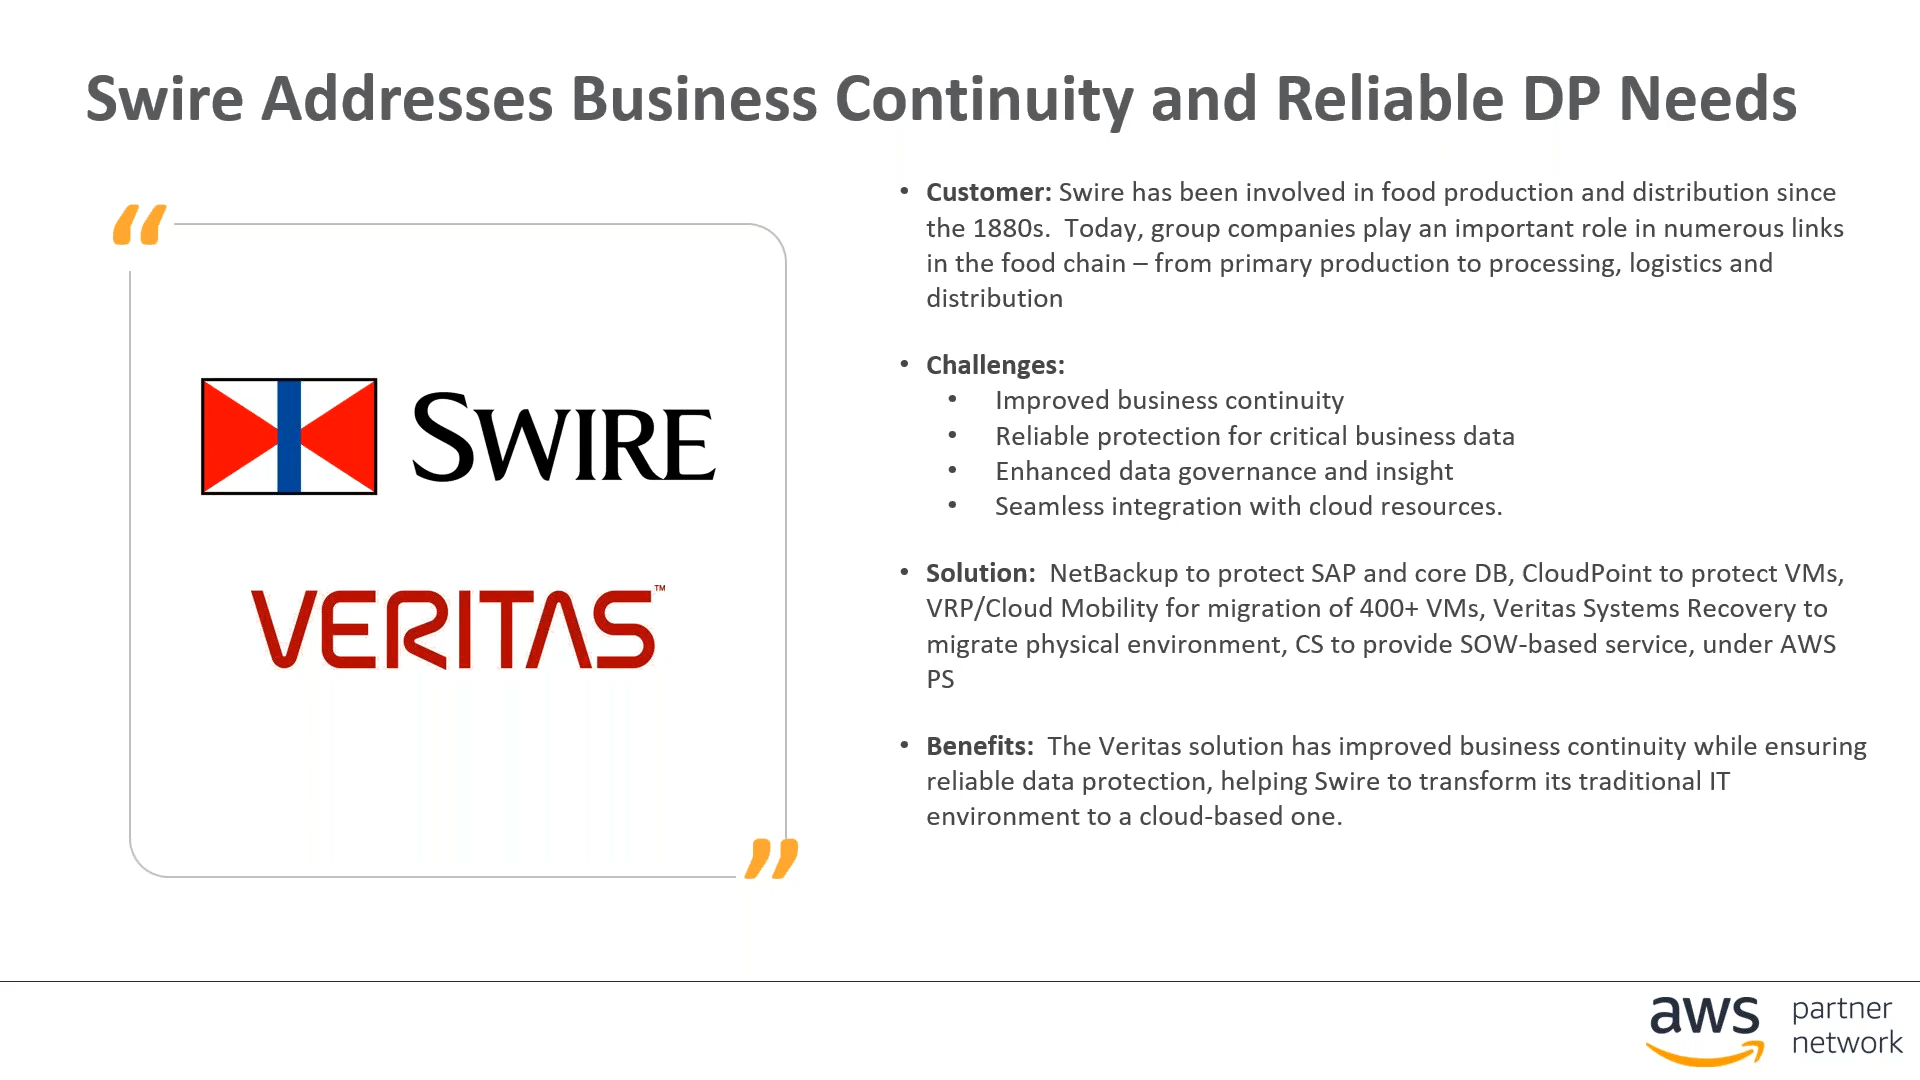 Swire Addresses Business Continuity and Reliable DP Needs
“
SWIRE
VERITAS™
”
• Customer: Swire has been involved in food production and distribution since
the 1880s.  Today, group companies play an important role in numerous links
in the food chain – from primary production to processing, logistics and
distribution
• Challenges:
• Improved business continuity
• Reliable protection for critical business data
• Enhanced data governance and insight
• Seamless integration with cloud resources.
• Solution:  NetBackup to protect SAP and core DB, CloudPoint to protect VMs,
VRP/Cloud Mobility for migration of 400+ VMs, Veritas Systems Recovery to
migrate physical environment, CS to provide SOW-based service, under AWS
PS
• Benefits:  The Veritas solution has improved business continuity while ensuring
reliable data protection, helping Swire to transform its traditional IT
environment to a cloud-based one.
aws
partner
network